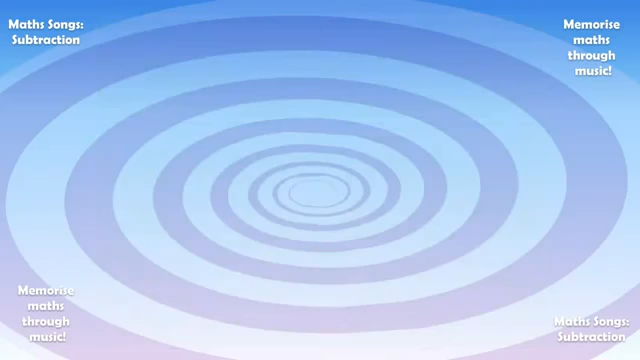 Maths Songs:
Subtraction
Memorise
maths
through
music!
Memorise
maths
through
music!
Maths Songs:
Subtraction